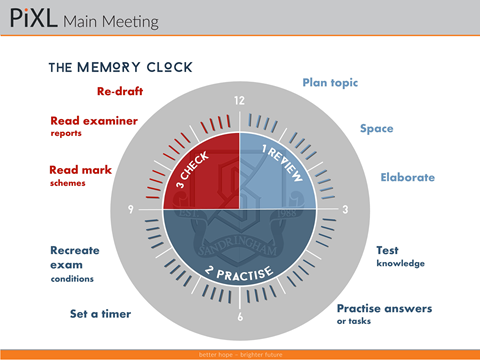 PiXL Main Meeting
THE MEMORY CLOCK
Re-draft
Plan topic
12
Read examiner
reports
Space
1 REVIEW
3 CHECK
Read mark
schemes
Elaborate
9
3
SANDRINGHAM
Recreate
exam
conditions
Test
knowledge
2 PRACTISE
Set a timer
6
Practise answers
or tasks
better hope – brighter future